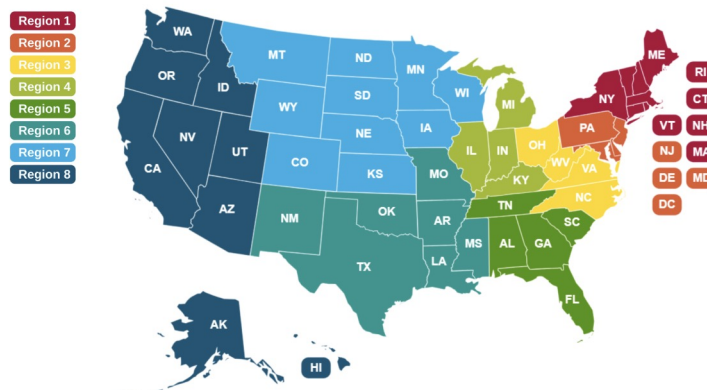 Region 1
Region 2
Region 3
Region 4
Region 5
Region 6
Region 7
Region 8
WA
OR
ID
MT
ND
MN
SD
WY
WI
MI
NY
ME
RI
CT
VT
NH
NJ
MA
DE
MD
DC
PA
NV
UT
CA
CO
NE
IA
KS
IL
IN
OH
WV
VA
KY
MO
NC
TN
SC
AZ
NM
OK
AR
TX
LA
MS
AL
GA
FL
AK
HI